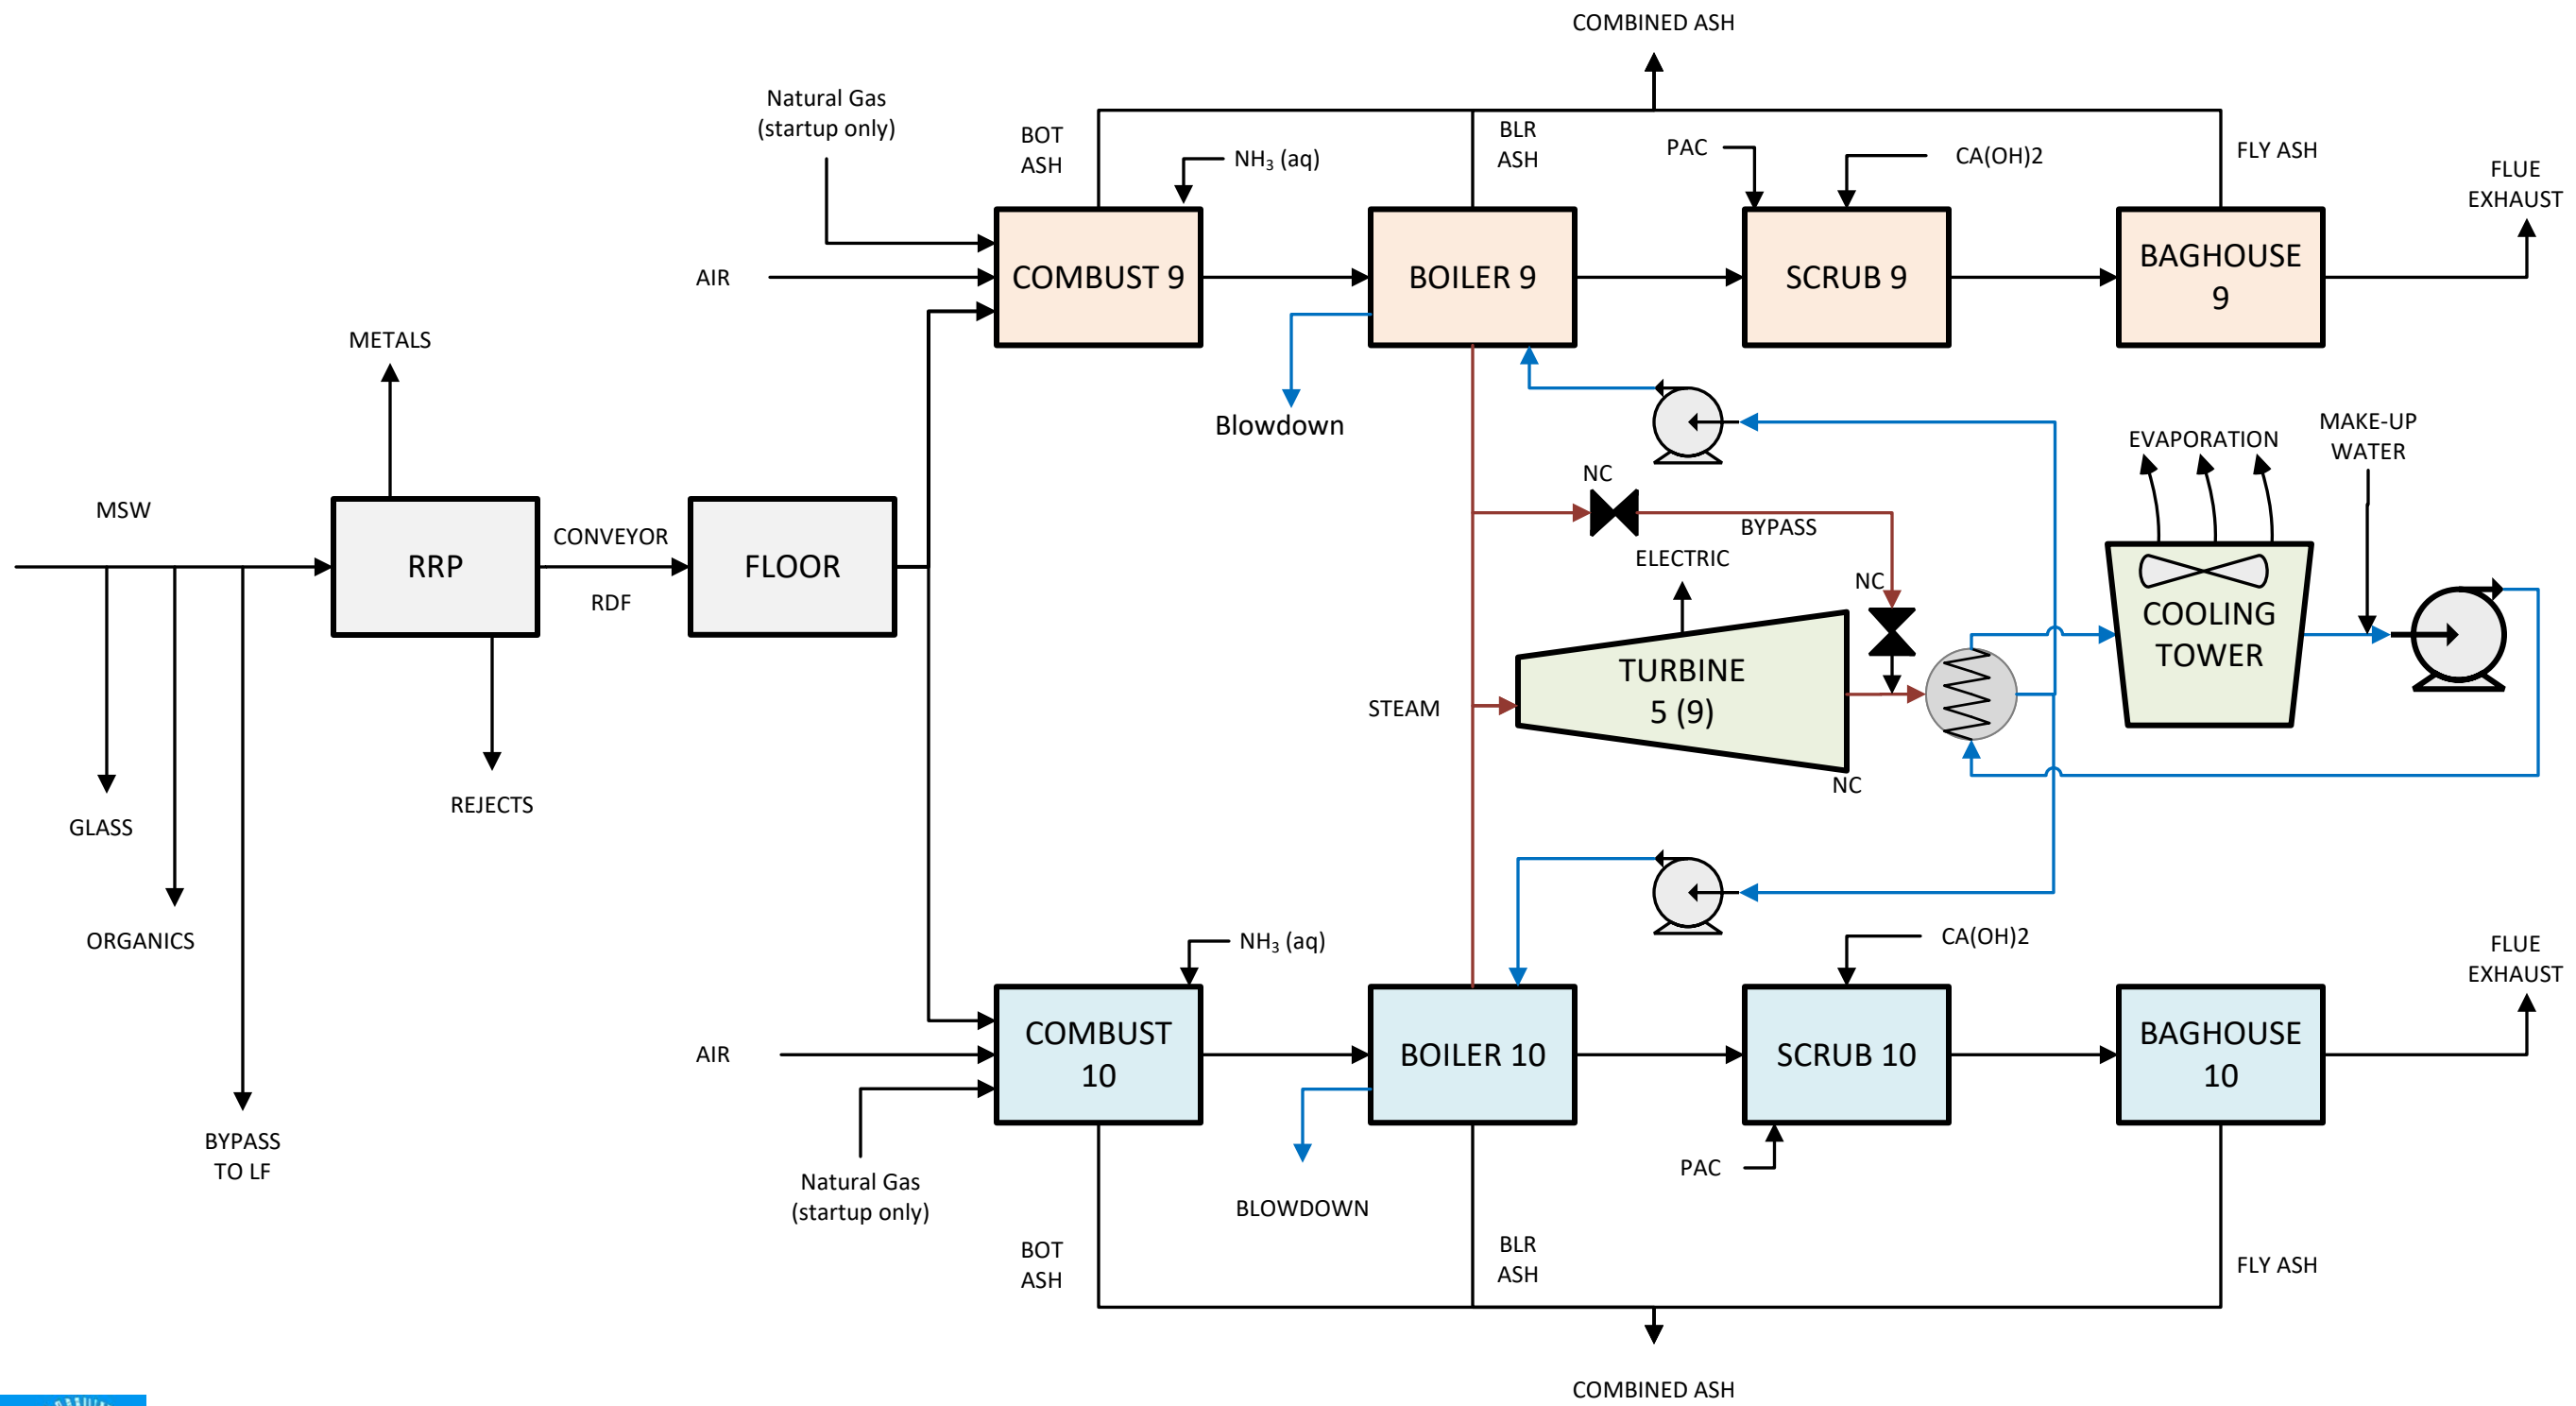 COMBINED ASH
Natural Gas
(startup only)
BOT
ASH
NH₃ (aq)
BLR
ASH
PAC
CA(OH)2
FLY ASH
FLUE
EXHAUST
AIR
COMBUST 9
BOILER 9
SCRUB 9
BAGHOUSE
9
METALS
Blowdown
MAKE-UP
WATER
EVAPORATION
NC
BYPASS
MSW
CONVEYOR
RRP
FLOOR
RDF
ELECTRIC
NC
COOLING
TOWER
TURBINE
5 (9)
STEAM
NC
REJECTS
GLASS
ORGANICS
NH₃ (aq)
CA(OH)2
FLUE
EXHAUST
AIR
COMBUST
10
BOILER 10
SCRUB 10
BAGHOUSE
10
BYPASS
TO LF
PAC
Natural Gas
(startup only)
BLOWDOWN
BOT
ASH
BLR
ASH
FLY ASH
COMBINED ASH